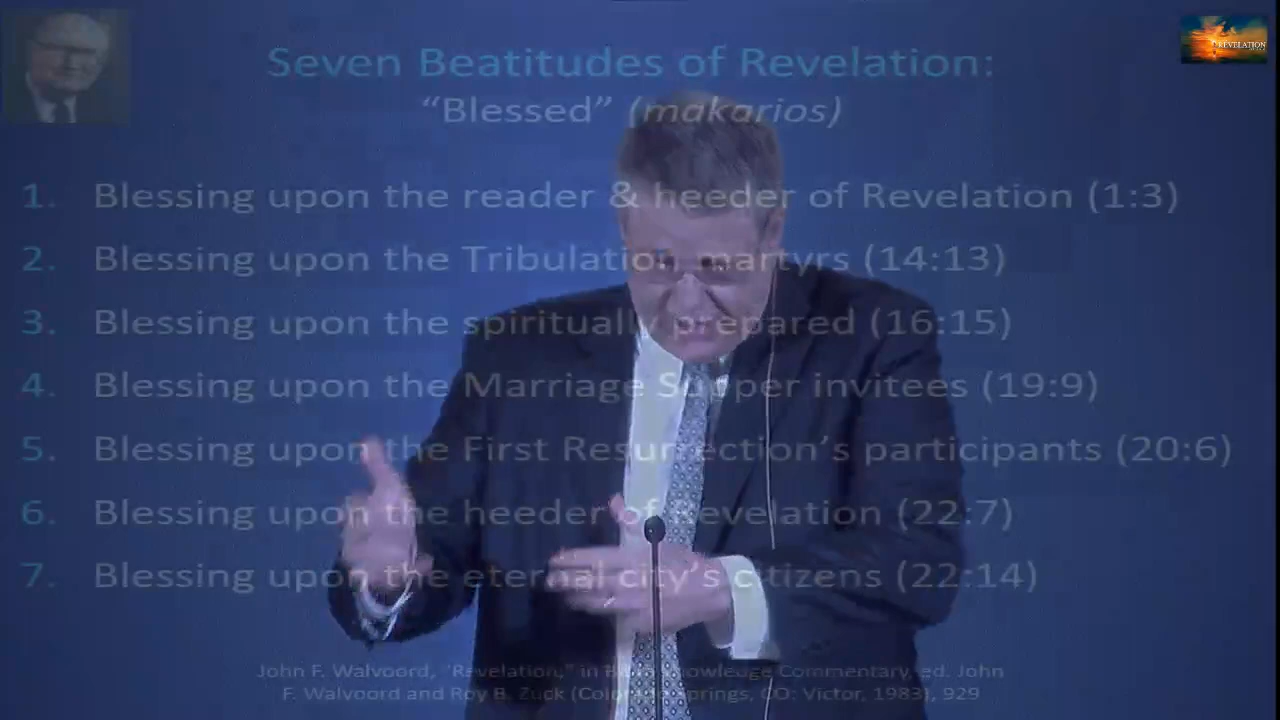 REVELATION
Seven Beatitudes of Revelation:
“Blessed” (makarios)
1. Blessing upon the reader & heeder of Revelation (1:3)
2. Blessing upon the Tribulation martyrs (14:13)
3. Blessing upon the spiritually prepared (16:15)
4. Blessing upon the Marriage Supper invitees (19:9)
5. Blessing upon the First Resurrection’s participants (20:6)
6. Blessing upon the heeder of Revelation (22:7)
7. Blessing upon the eternal city’s citizens (22:14)
John F. Walvoord, “Revelation,” in Bible Knowledge Commentary, ed. John
F. Walvoord and Roy B. Zuck (Colorado Springs, CO: Victor, 1983), 929